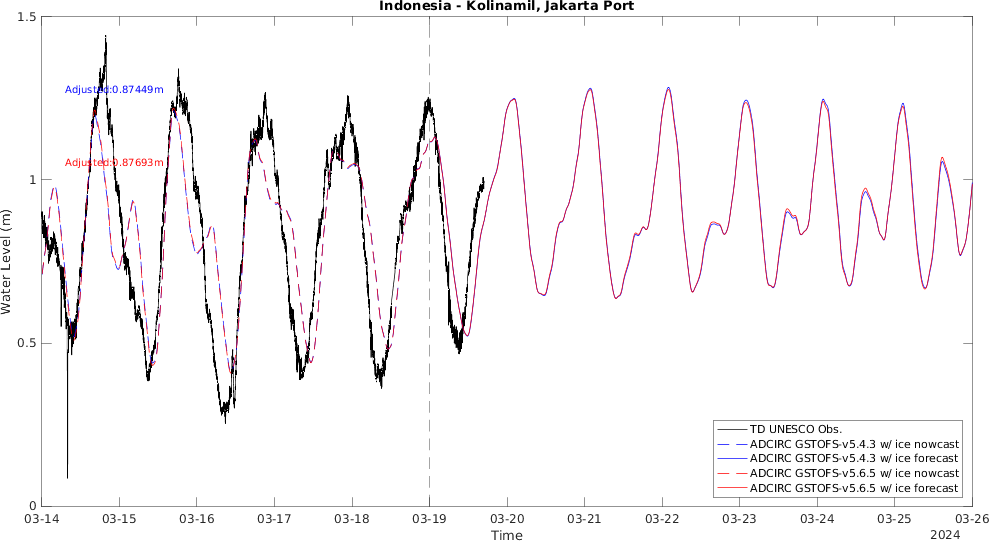 Indonesia - Kolinamil, Jakarta Port
1.5
Adjusted:0.87449m
Adjusted:0.87693m
1
Water Level (m)
0.5
TD UNESCO Obs.
ADCIRC GSTOFS-v5.4.3 w/ ice nowcast
ADCIRC GSTOFS-v5.4.3 w/ ice forecast
ADCIRC GSTOFS-v5.6.5 w/ ice nowcast
ADCIRC GSTOFS-v5.6.5 w/ ice forecast
0
03-14 03-15 03-16 03-17 03-18 03-19 03-20 03-21 03-22 03-23 03-24 03-25 03-26
Time
2024